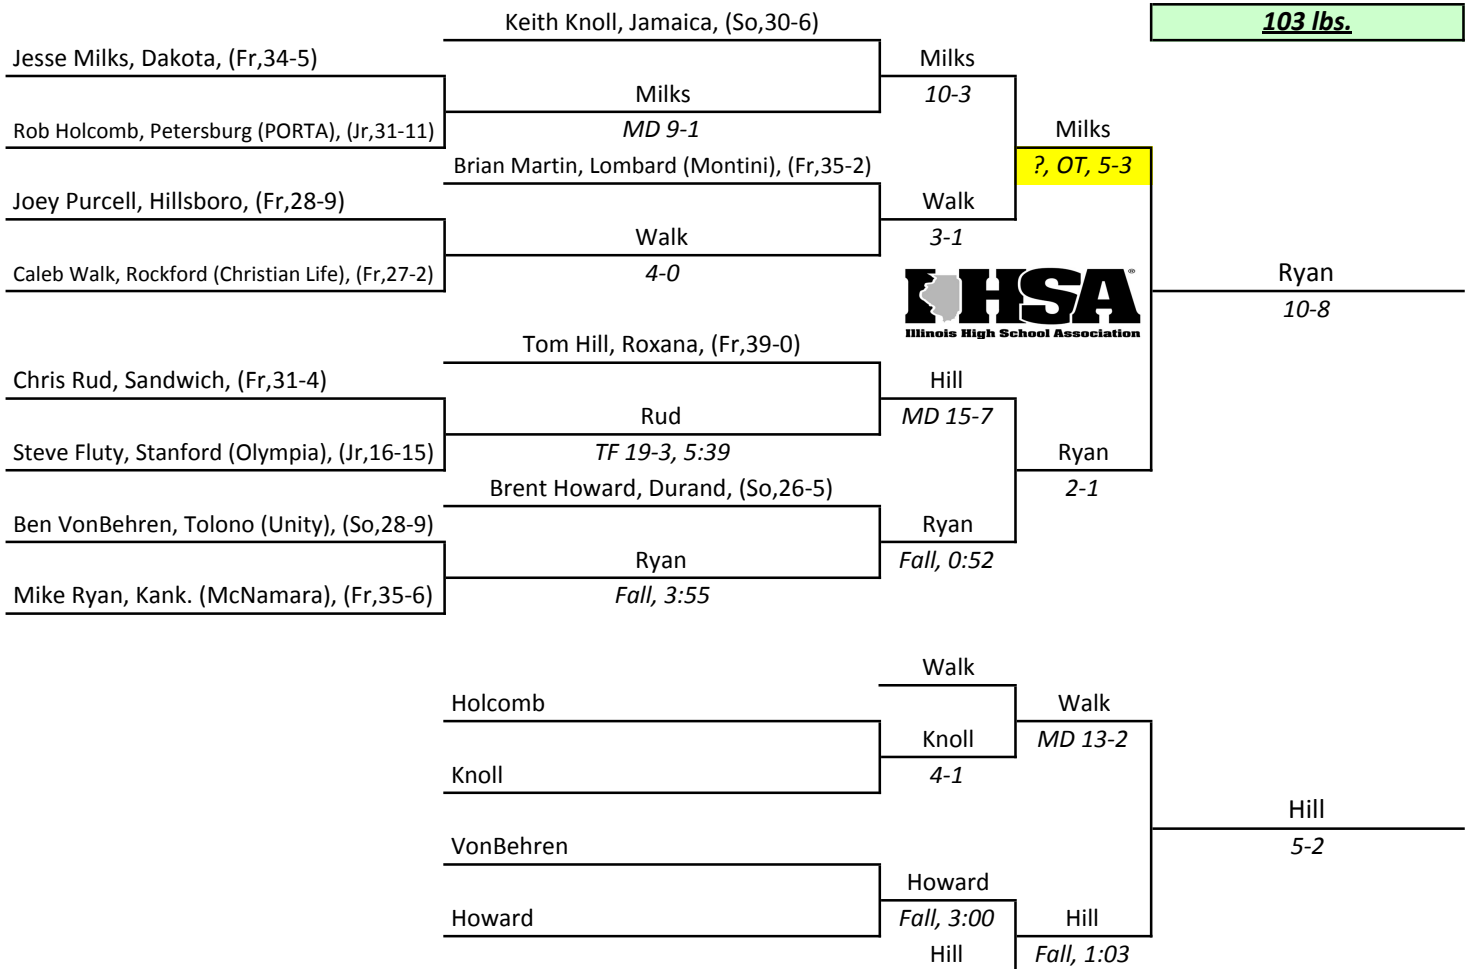 Keith Knoll, Jamaica, (So,30-6)
103 lbs.
Jesse Milks, Dakota, (Fr,34-5)
Milks
Milks
10-3
Rob Holcomb, Petersburg (PORTA), (Jr,31-11)
MD 9-1
Milks
Brian Martin, Lombard (Montini), (Fr,35-2)
?, OT, 5-3
Joey Purcell, Hillsboro, (Fr,28-9)
Walk
Walk
3-1
Caleb Walk, Rockford (Christian Life), (Fr,27-2)
4-0
IHSA®
Illinois High School Association
Ryan
10-8
Tom Hill, Roxana, (Fr,39-0)
Chris Rud, Sandwich, (Fr,31-4)
Hill
Rud
MD 15-7
Steve Fluty, Stanford (Olympia), (Jr,16-15)
TF 19-3, 5:39
Ryan
Brent Howard, Durand, (So,26-5)
2-1
Ben VonBehren, Tolono (Unity), (So,28-9)
Ryan
Ryan
Fall, 0:52
Mike Ryan, Kank. (McNamara), (Fr,35-6)
Fall, 3:55
Walk
Holcomb
Walk
Knoll
MD 13-2
Knoll
4-1
Hill
5-2
VonBehren
Howard
Howard
Fall, 3:00
Hill
Hill
Fall, 1:03